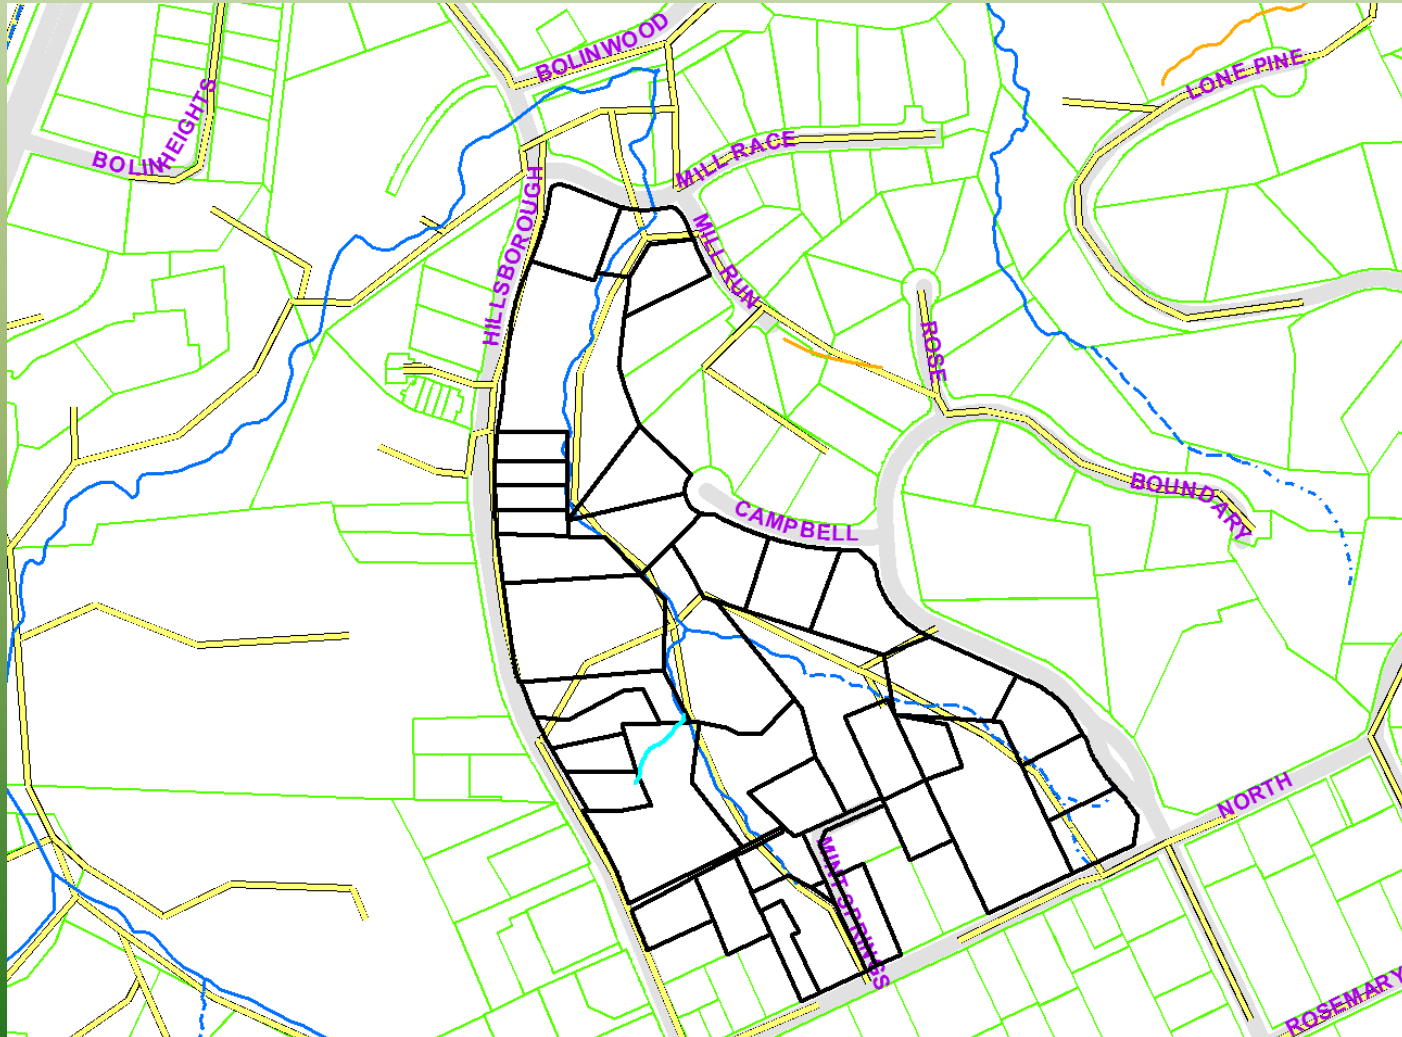 BOLINWOOD
LONE PINE
HEIGHTS
BOLIN
MILL RACE
HILLSBOROUGH
MILL RUN
ROSE
BOUNDARY
CAMPBELL
NORTH
MINT SPRINGS
ROSEMARY